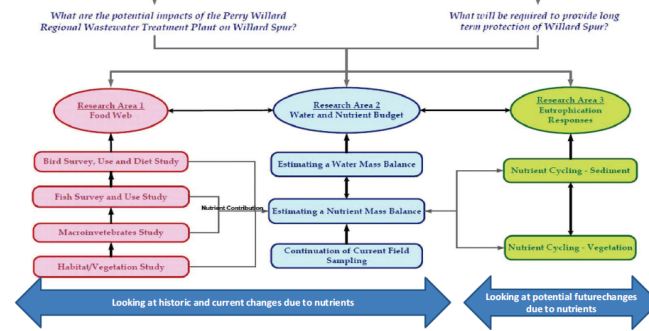 What are the potential impacts of the Perry Willard
Regional Wastewater Treatment Plant on Willard Spur?
What will be required to provide long
term protection of Willard Spur?
Research Area 1
Food Web
Research Area 2
Water and Nutrient Budget
Research Area 3
Eutrophication
Responses
Bird Survey, Use and Diet Study
Fish Survey and Use Study
Macroinvetebrates Study
Habitat/Vegetation Study
Nutrient Contribution
Estimating a Water Mass Balance
Estimating a Nutrient Mass Balance
Continuation of Current Field
Sampling
Nutrient Cycling - Sediment
Nutrient Cycling - Vegetation
Looking at historic and current changes due to nutrients
Looking at potential futurechanges
due to nutrients